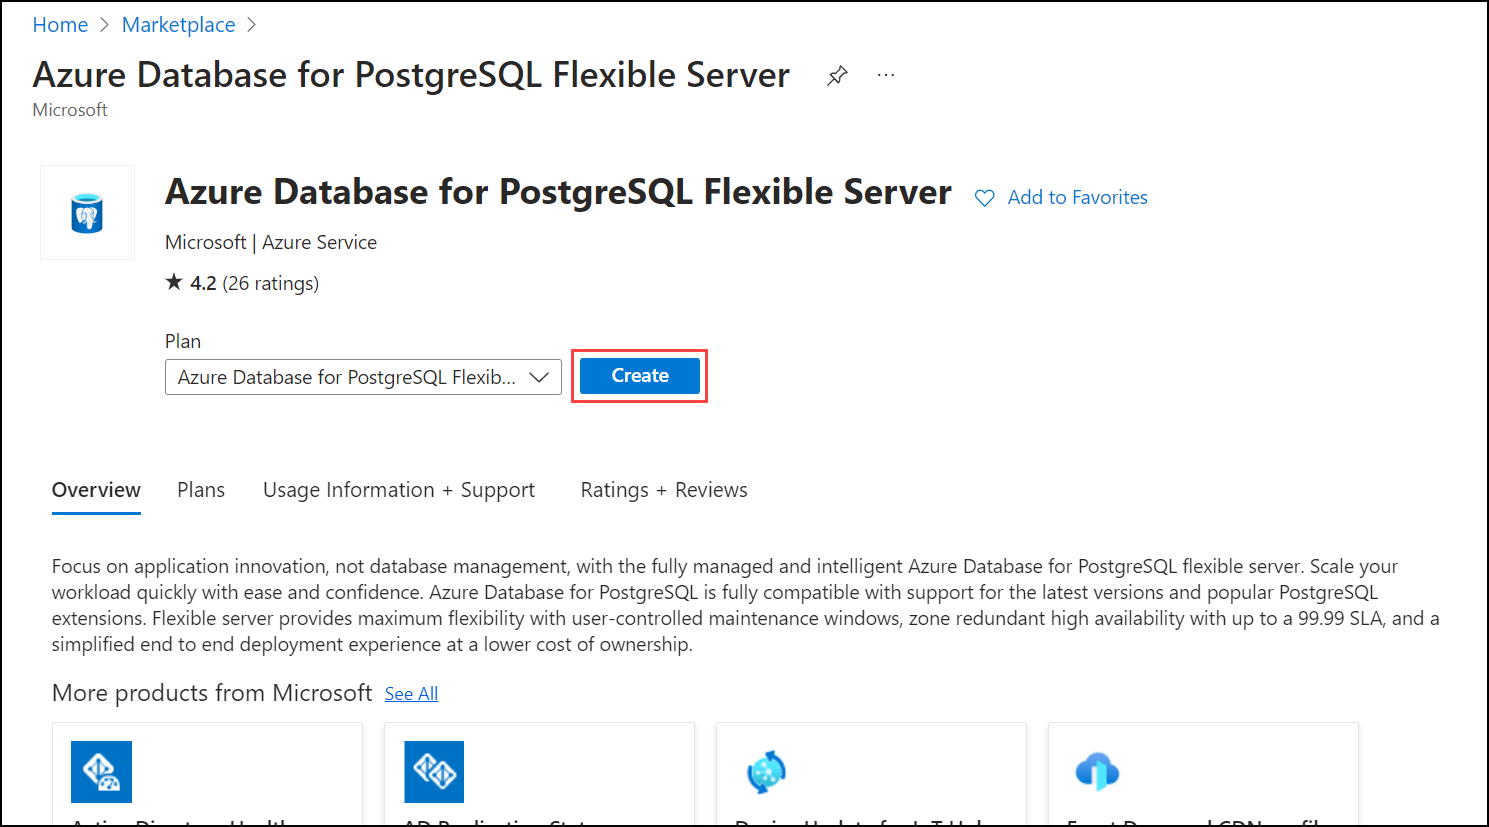 Home > Marketplace >
Azure Database for PostgreSQL Flexible Server ...
Microsoft
Azure Database for PostgreSQL Flexible Server
Add to Favorites
Microsoft | Azure Service
★ 4.2 (26 ratings)
Plan
Azure Database for PostgreSQL Flexib...
Create
Overview Plans Usage Information + Support Ratings + Reviews
Focus on application innovation, not database management, with the fully managed and intelligent Azure Database for PostgreSQL flexible server. Scale your
workload quickly with ease and confidence. Azure Database for PostgreSQL is fully compatible with support for the latest versions and popular PostgreSQL
extensions. Flexible server provides maximum flexibility with user-controlled maintenance windows, zone redundant high availability with up to a 99.99 SLA, and a
simplified end to end deployment experience at a lower cost of ownership.
More products from Microsoft See All